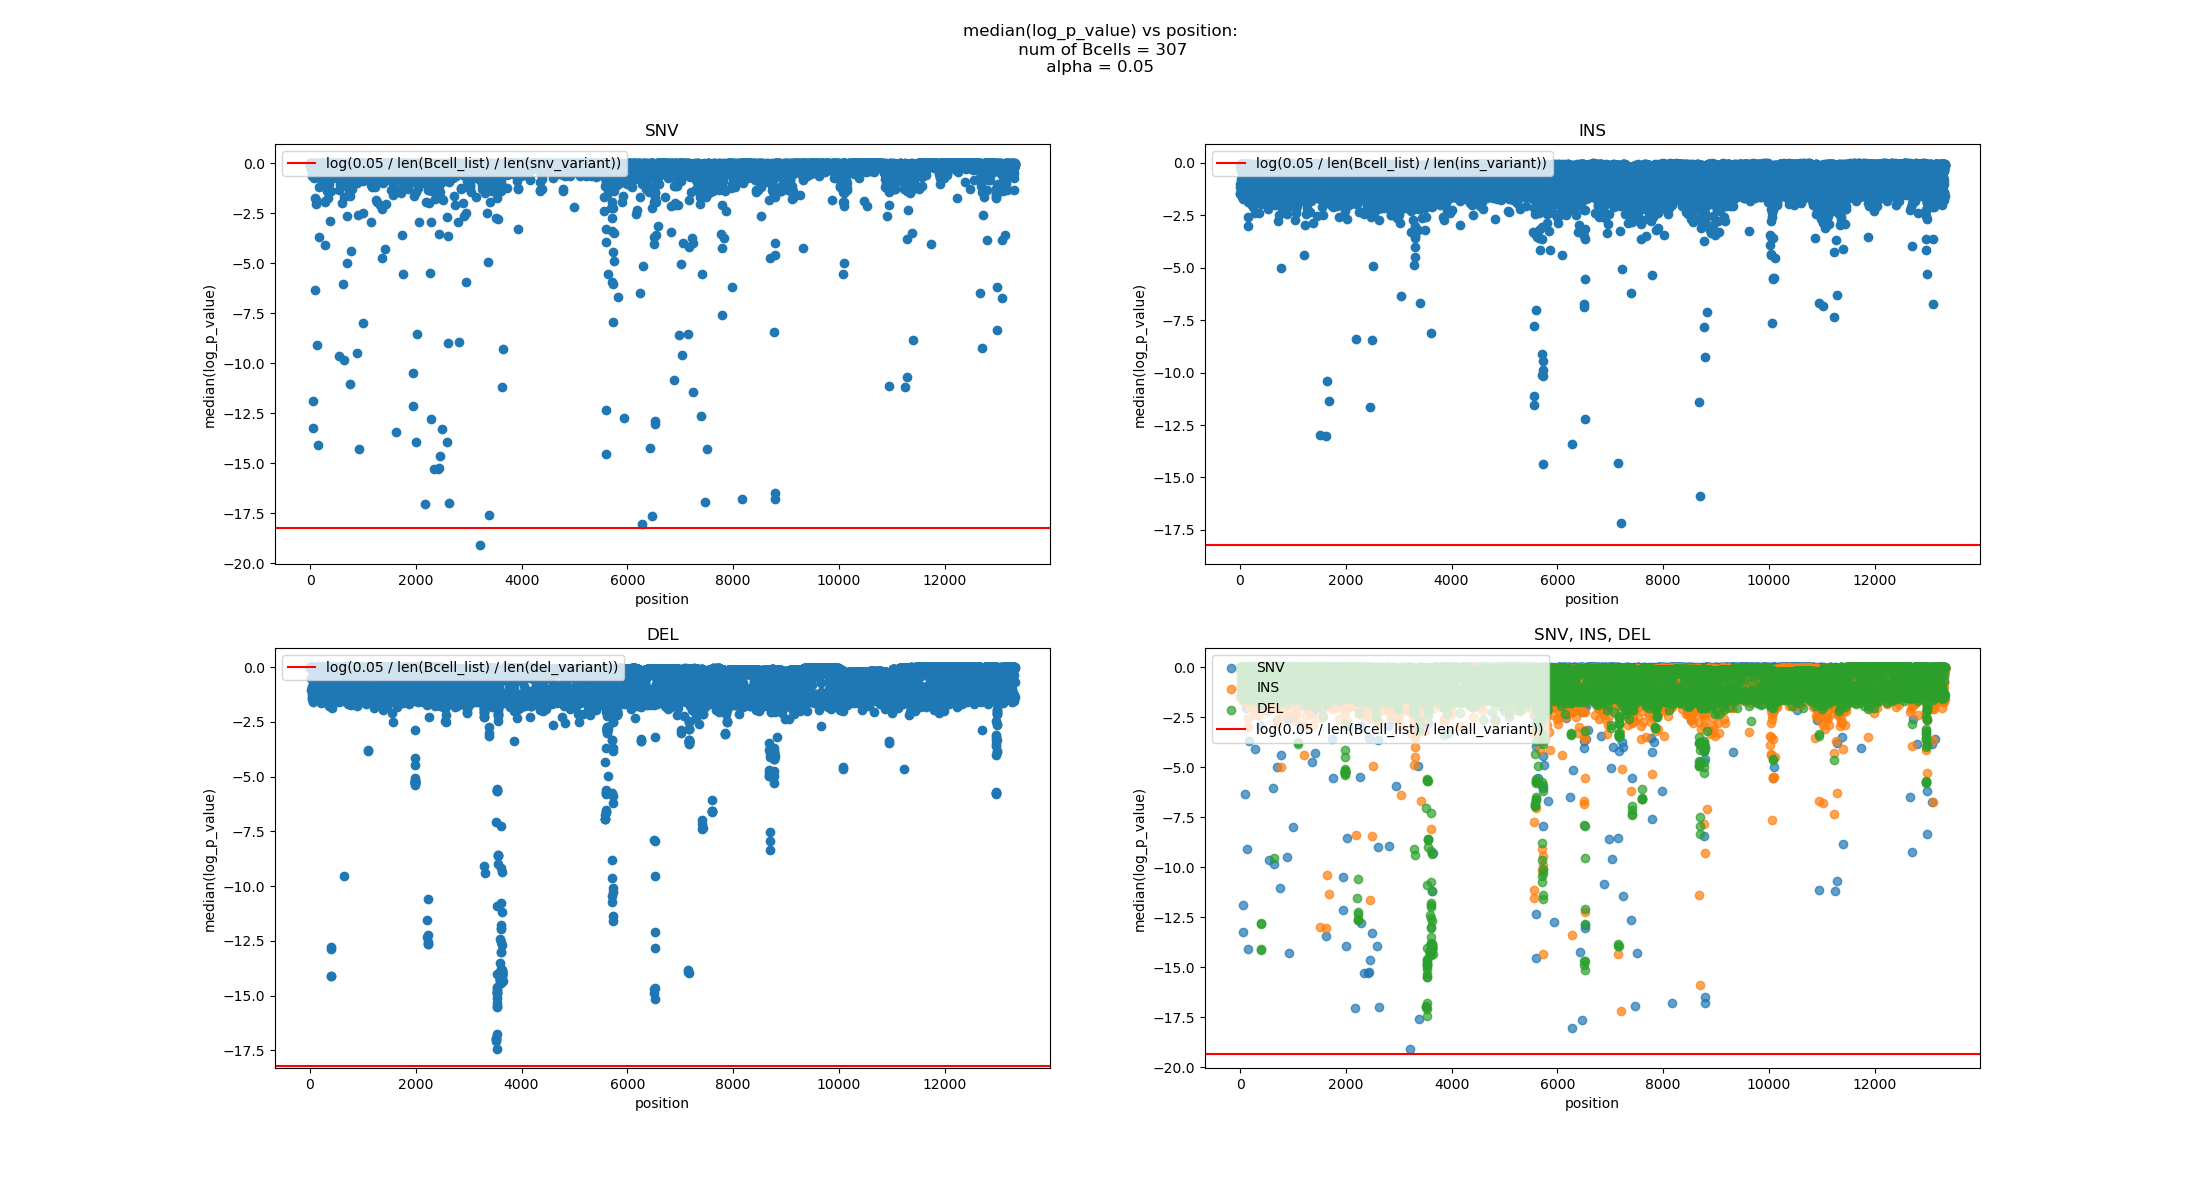 median(log_p_value) vs position:
num of Bcells = 307
alpha = 0.05
SNV
log(0.05 / len(Bcell_list) / len(snv_variant))
0.0
−2.5
−5.0
−7.5
−10.0
−12.5
−15.0
−17.5
−20.0
median(log_p_value)
0 2000 4000 6000 8000 10000 12000
position
INS
log(0.05 / len(Bcell_list) / len(ins_variant))
0.0
−2.5
−5.0
−7.5
−10.0
−12.5
−15.0
−17.5
median(log_p_value)
0 2000 4000 6000 8000 10000 12000
position
DEL
log(0.05 / len(Bcell_list) / len(del_variant))
0.0
−2.5
−5.0
−7.5
−10.0
−12.5
−15.0
−17.5
median(log_p_value)
0 2000 4000 6000 8000 10000 12000
position
SNV, INS, DEL
SNV
INS
DEL
log(0.05 / len(Bcell_list) / len(all_variant))
0.0
−2.5
−5.0
−7.5
−10.0
−12.5
−15.0
−17.5
−20.0
median(log_p_value)
0 2000 4000 6000 8000 10000 12000
position